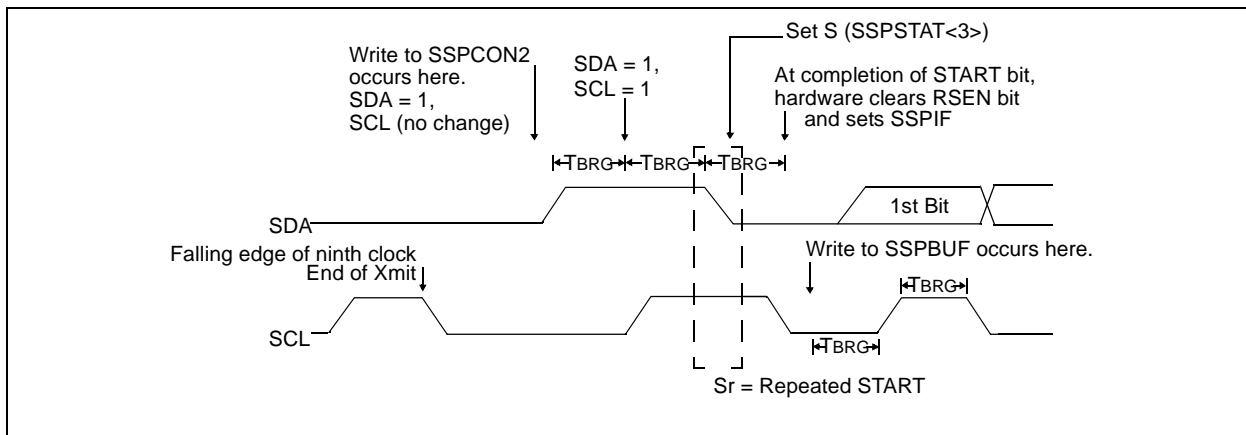 Set S (SSPSTAT<3>)
Write to SSPCON2
occurs here.
SDA = 1,
SCL (no change)
SDA = 1,
SCL = 1
At completion of START bit,
hardware clears RSEN bit
and sets SSPIF
TBRG
TBRG
TBRG
SDA
1st Bit
Falling edge of ninth clock
End of Xmit
Write to SSPBUF occurs here.
TBRG
SCL
TBRG
Sr = Repeated START